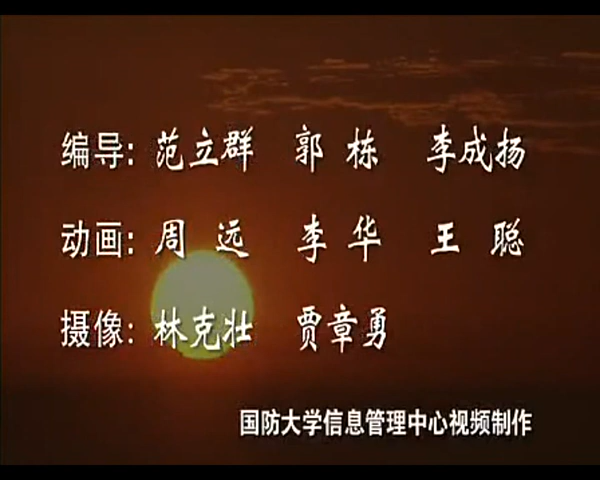 编导: 范立群 郭栋 李成扬
动画: 周远 李华 王聪
摄像: 林克壮 贾章勇
国防大学信息管理中心视频制作